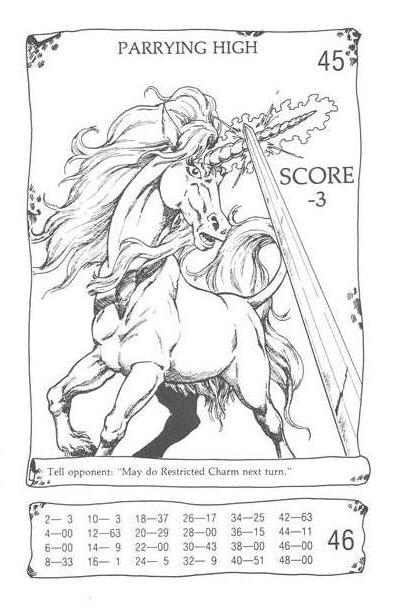 PARRYING HIGH
45
SCORE
-3
Tell opponent: "May do Restricted Charm next turn."
2— 3 10— 3 18—37 26—17 34—25 42—63
4—00 12—63 20—29 28—00 36—15 44—11
6—00 14— 9 22—00 30—43 38—00 46—00
8—33 16— 1 24— 5 32— 9 40—51 48—00
46